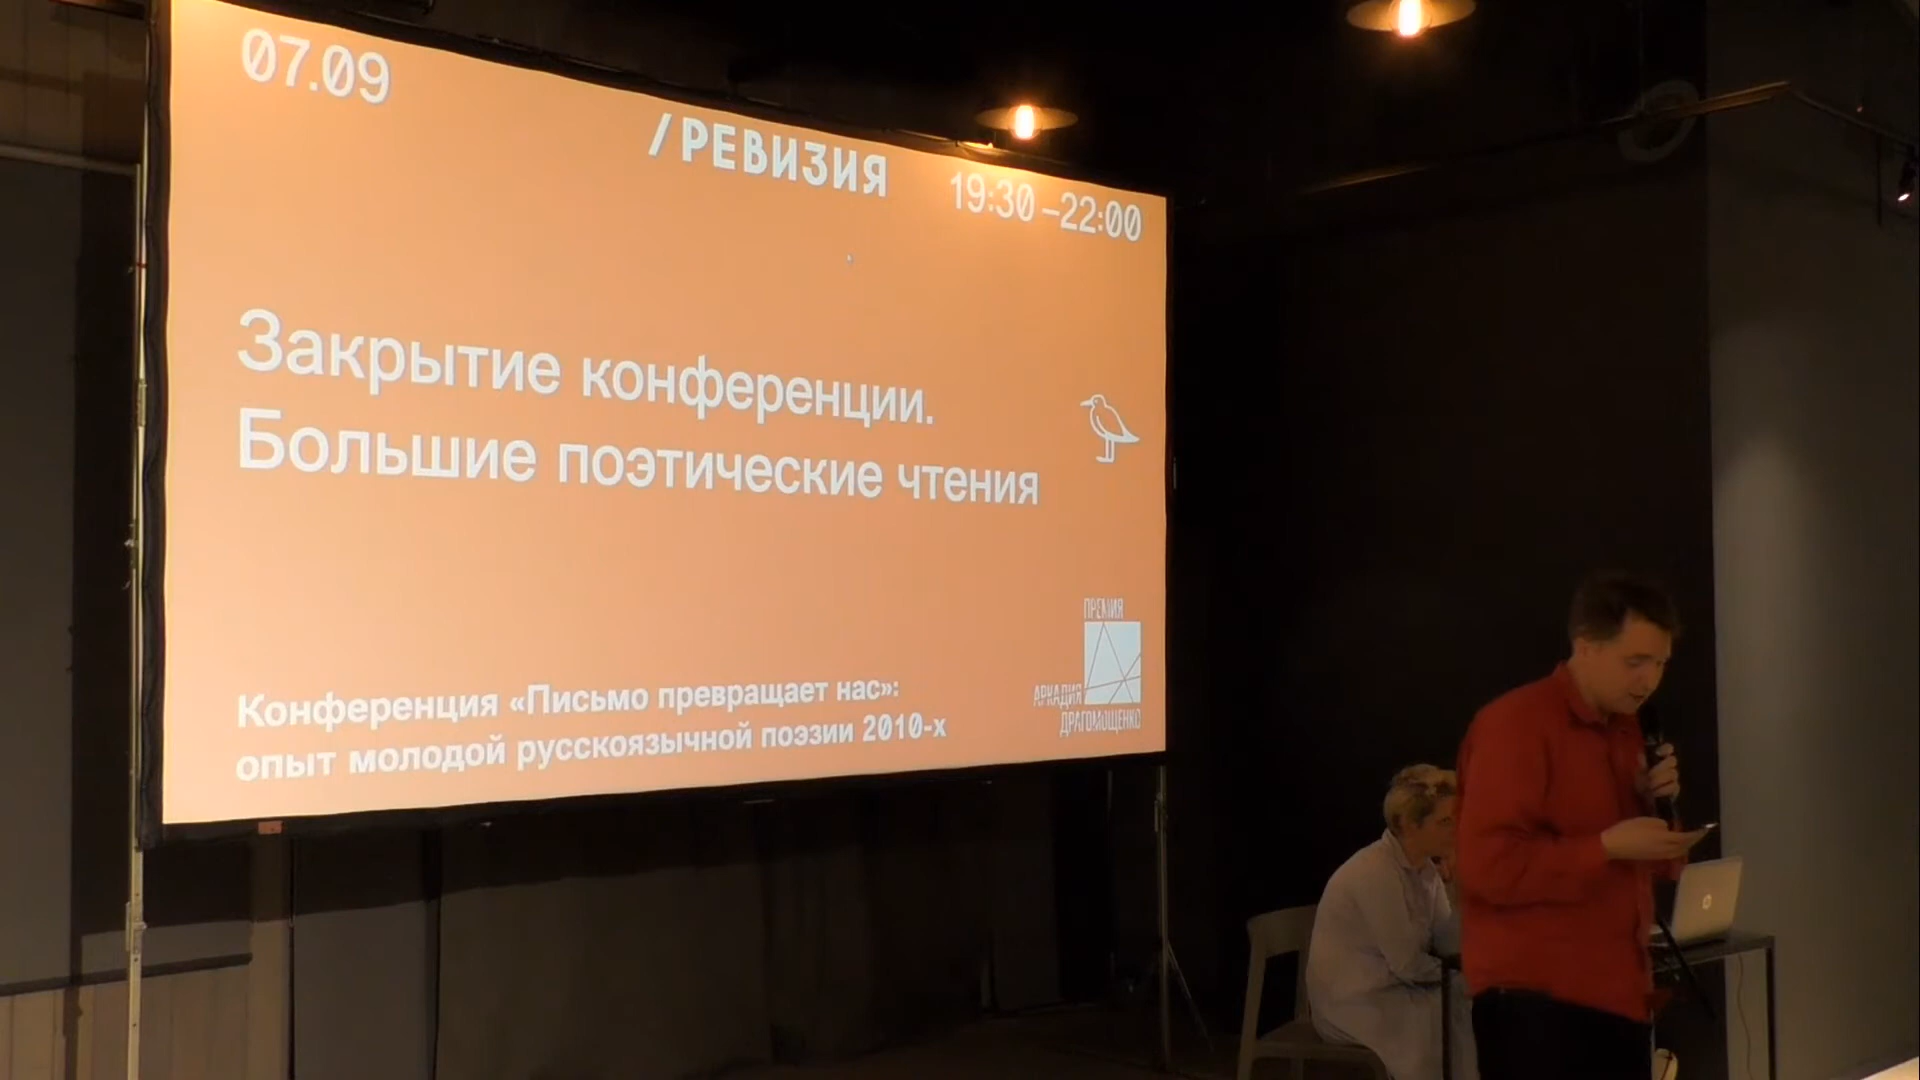 07.09
/РЕВИЗИЯ
19:30–22:00
Закрытие конференции.
Большие поэтические чтения
ПРЕМИЯ
АРКАДИЯ
ДРАГОМОЩЕНКО
Конференция «Письмо превращает нас»:
опыт молодой русскоязычной поэзии 2010-х